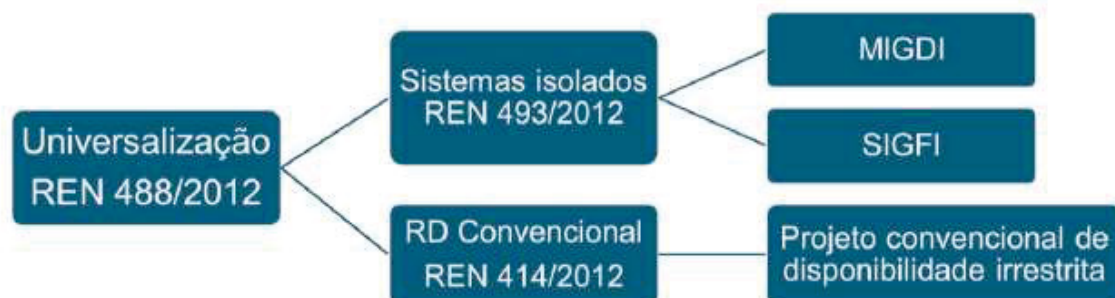 Universalização
REN 488/2012
Sistemas isolados
REN 493/2012
MIGDI
SIGFI
RD Convencional
REN 414/2012
Projeto convencional de
disponibilidade irrestrita